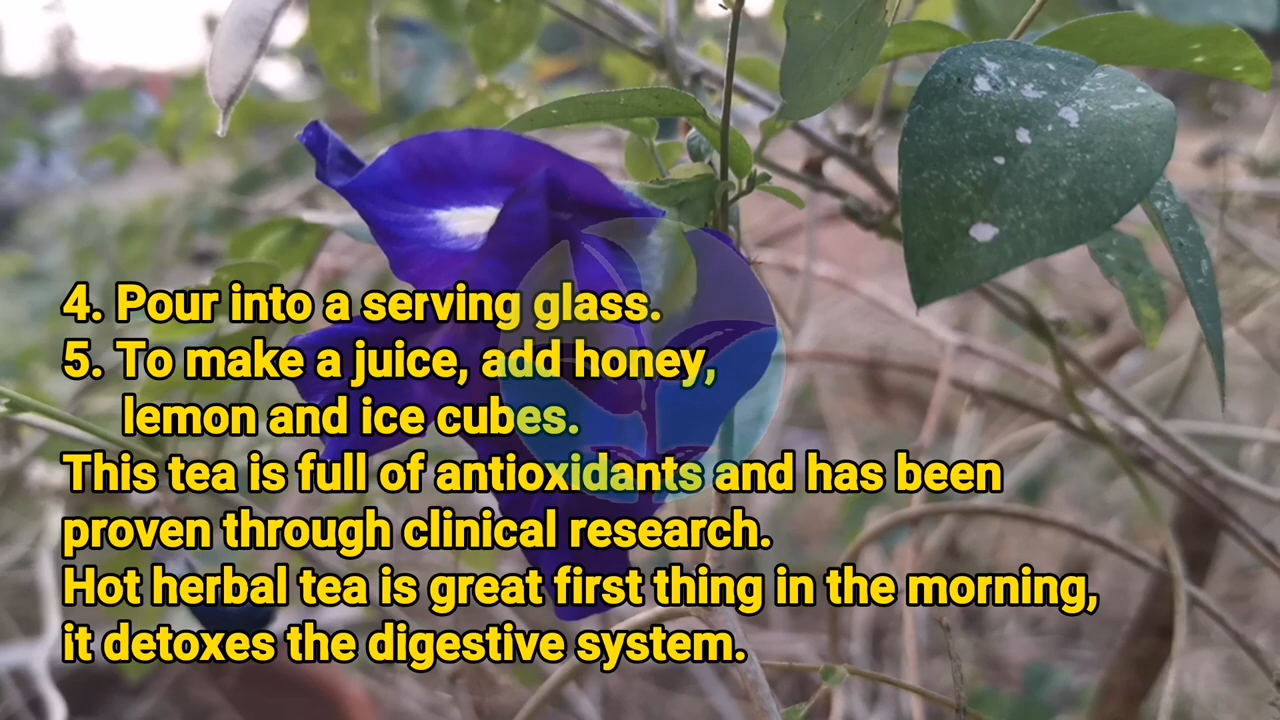 4. Pour into a serving glass.
5. To make a juice, add honey,
lemon and ice cubes.
This tea is full of antioxidants and has been
proven through clinical research.
Hot herbal tea is great first thing in the morning,
it detoxes the digestive system.